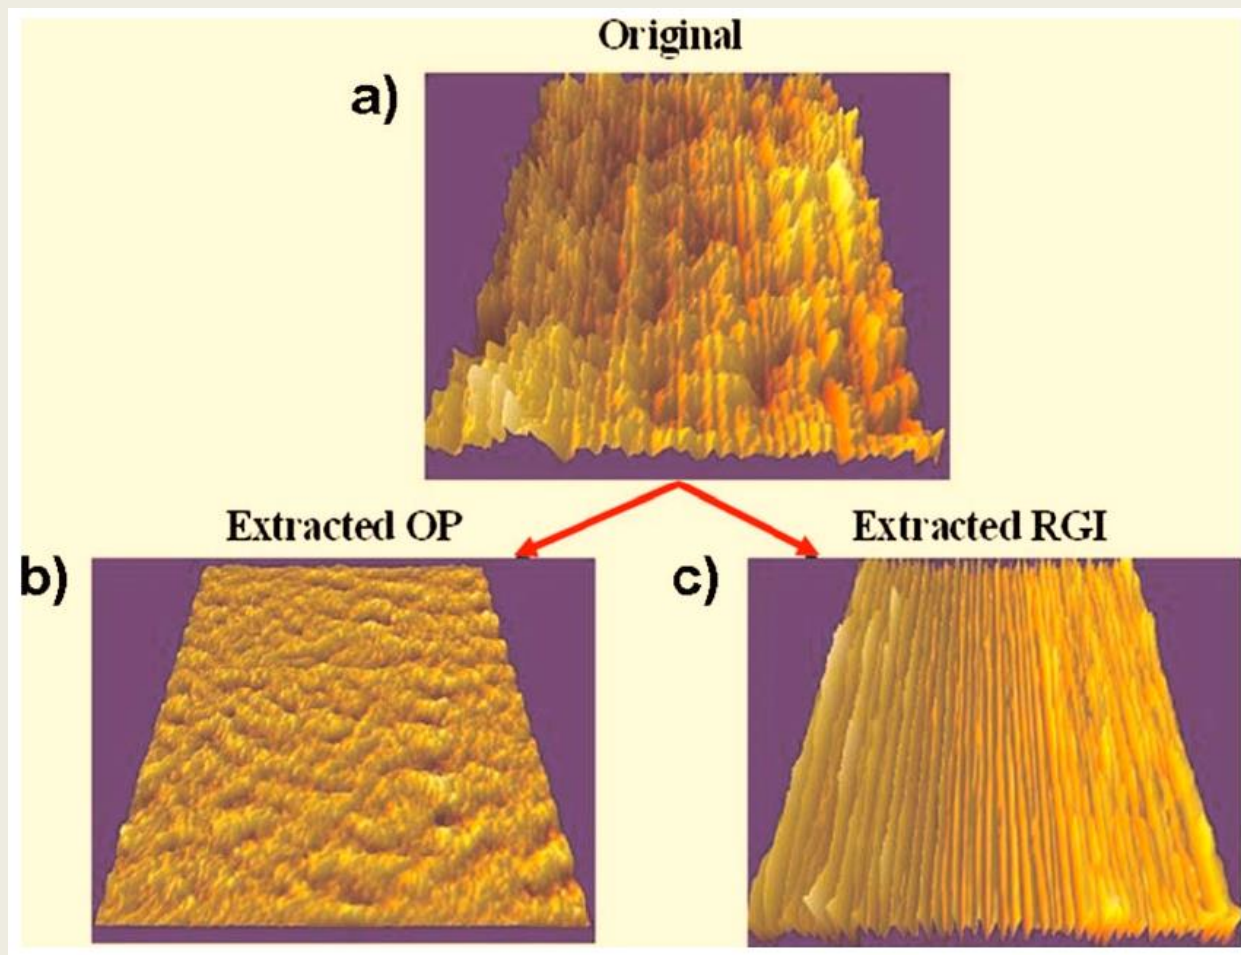 Original
a)
Extracted OP
Extracted RGI
b)
c)